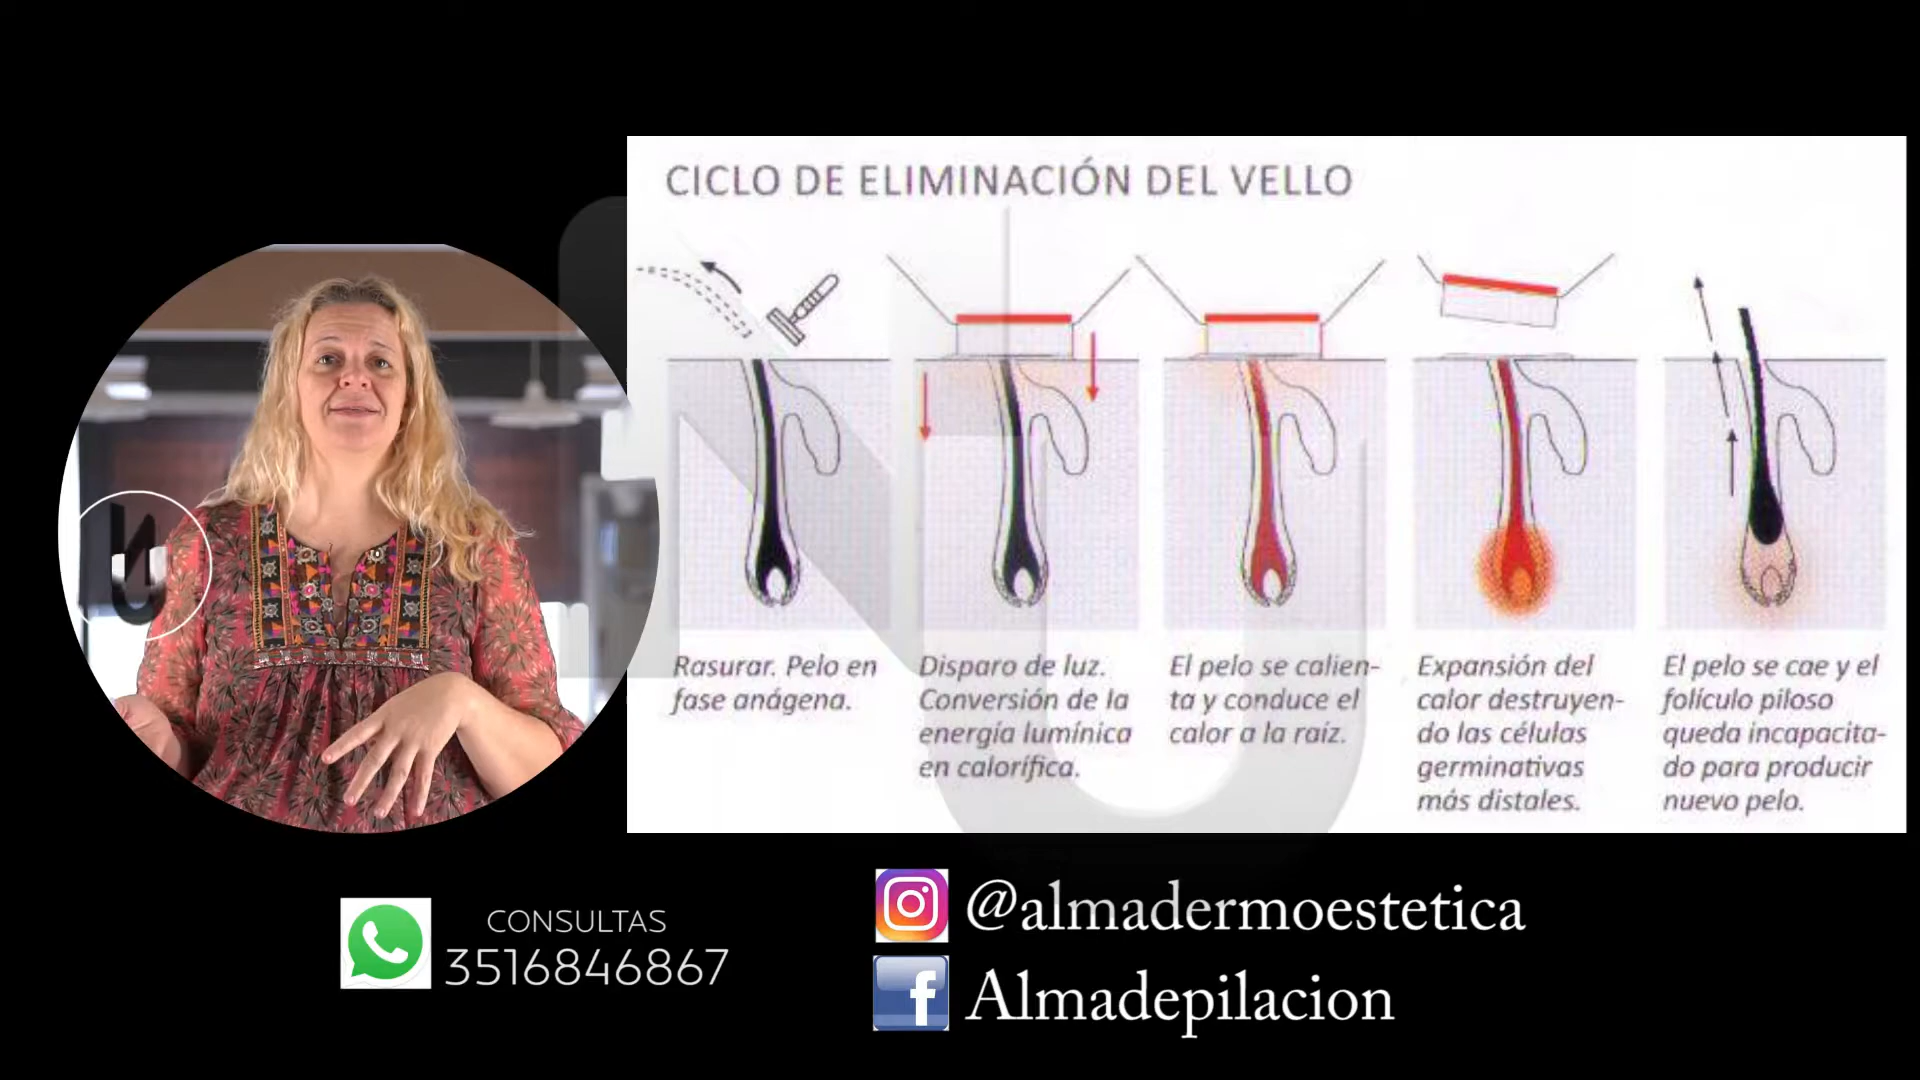 CICLO DE ELIMINACIÓN DEL VELLO
Rasurar. Pelo en
fase anágena.
Disparo de luz.
Conversión de la
energía lumínica
en calorífica.
El pelo se calien-
ta y conduce el
calor a la raíz.
Expansión del
calor destruyen-
do las células
germinativas
más distales.
El pelo se cae y el
folículo piloso
queda incapacita-
do para producir
nuevo pelo.
CONSULTAS
3516846867
@almadermoestetica
Almadepilacion